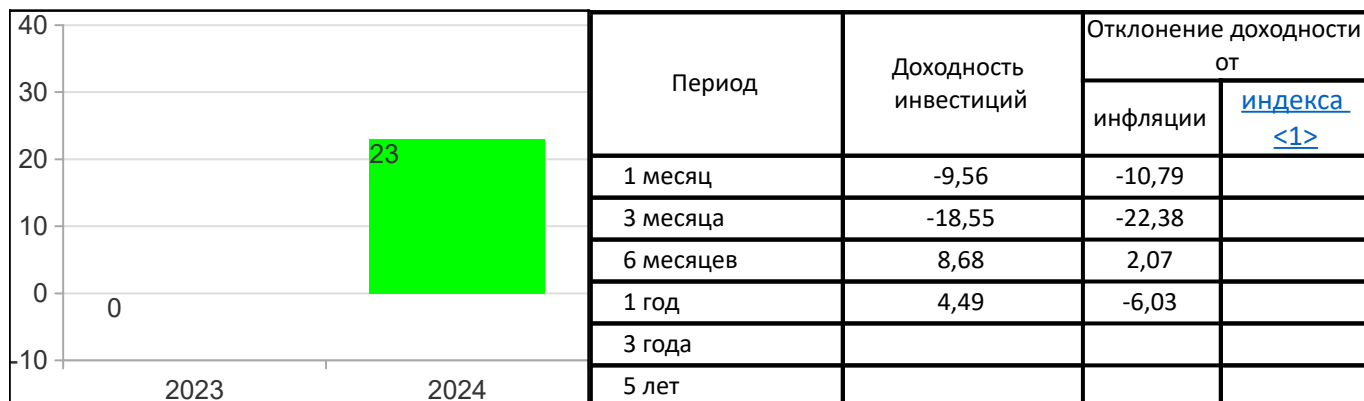 40
30
20
10
0
-10
23
0
2023 2024
Период
Доходность
инвестиций
Отклонение доходности
от
инфляции
индекса
<1>
1 месяц -9,56 -10,79
3 месяца -18,55 -22,38
6 месяцев 8,68 2,07
1 год 4,49 -6,03
3 года
5 лет